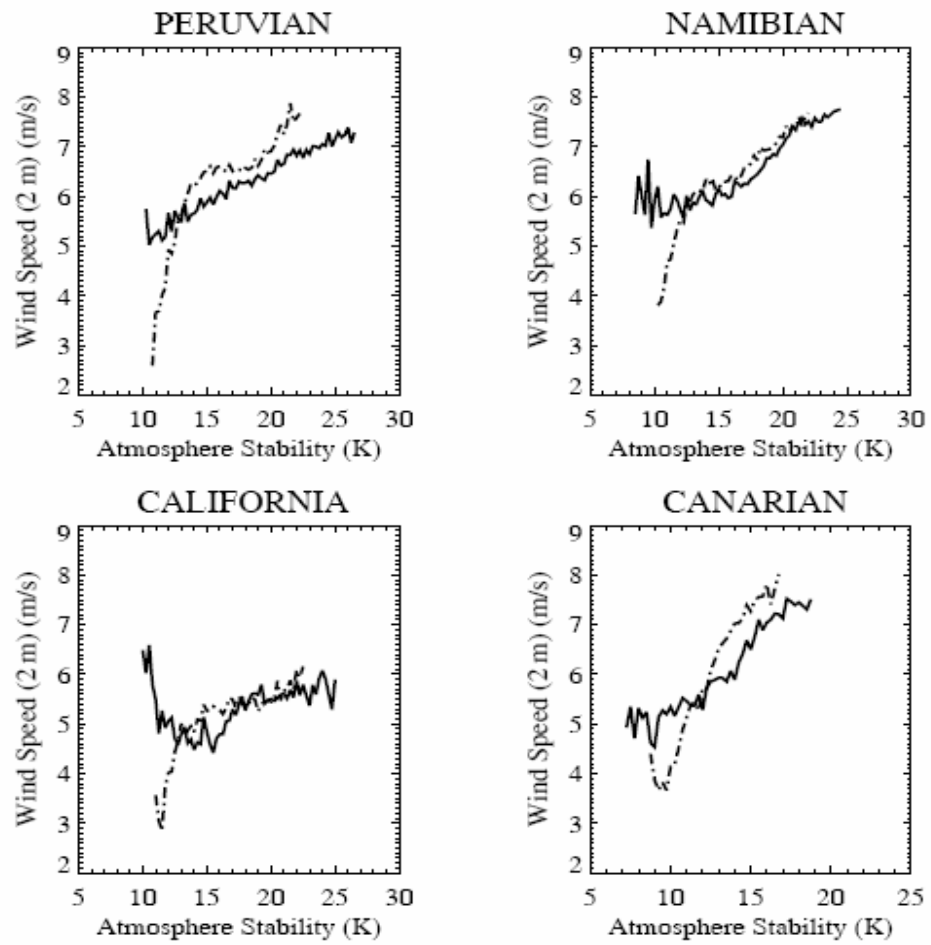 PERUVIAN
9
8
7
6
5
4
3
2
Wind Speed (2 m) (m/s)
5 10 15 20 25 30
Atmosphere Stability (K)
NAMIBIAN
9
8
7
6
5
4
3
2
Wind Speed (2 m) (m/s)
5 10 15 20 25 30
Atmosphere Stability (K)
CALIFORNIA
9
8
7
6
5
4
3
2
Wind Speed (2 m) (m/s)
5 10 15 20 25 30
Atmosphere Stability (K)
CANARIAN
9
8
7
6
5
4
3
2
Wind Speed (2 m) (m/s)
5 10 15 20 25
Atmosphere Stability (K)